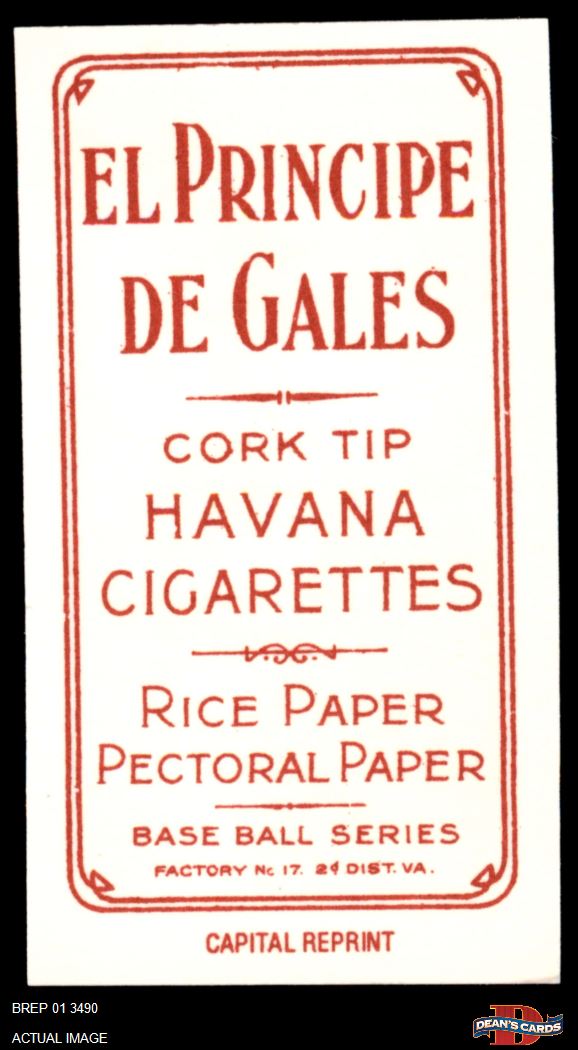 EL PRINCIPE
DE GALES
CORK TIP
HAVANA
CIGARETTES
RICE PAPER
PECTORAL PAPER
BASE BALL SERIES
FACTORY No 17. 2d DIST. VA.
CAPITAL REPRINT
BREP 01 3490
ACTUAL IMAGE
D
DEAN'S CARDS